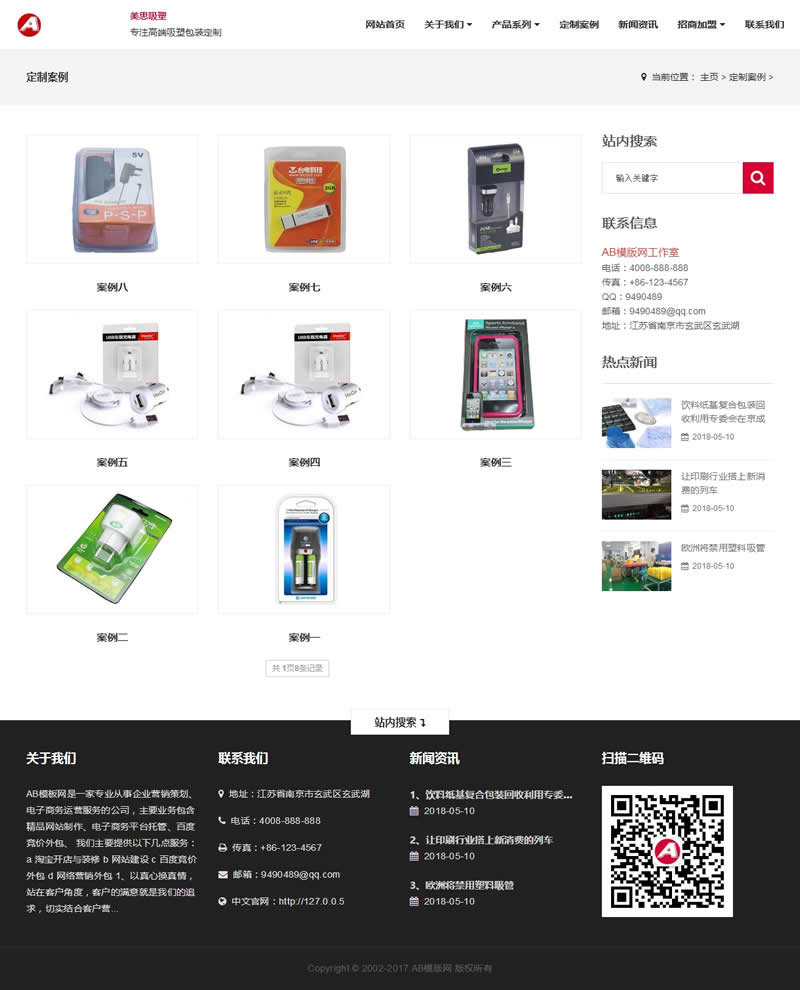 美思吸塑
专注高端吸塑包装定制
网站首页 关于我们 产品系列 定制案例 新闻资讯 招商加盟 联系我们
定制案例
当前位置： 主页 > 定制案例 >
5V
P-S-P
台电科技
案例八 案例七 案例六
案例五 案例四 案例三
案例二 案例一
共 1页8条记录
站内搜索
输入关键字
联系信息
AB模版网工作室
电话：4008-888-888
传真：+86-123-4567
QQ：9490489
邮箱：9490489@qq.com
地址：江苏省南京市玄武区玄武湖
热点新闻
饮料纸基复合包装回
收利用专委会在京成
2018-05-10
让印刷行业搭上新消
费的列车
2018-05-10
欧洲将禁用塑料吸管
2018-05-10
站内搜索
关于我们
AB模板网是一家专业从事企业营销策划、
电子商务运营服务的公司，主要业务包含
精品网站制作、电子商务平台托管、百度
竞价外包、 我们主要提供以下几点服务：
a 淘宝开店与装修 b 网站建设 c 百度竞价
外包 d 网络营销外包 1、以真心换真情，
站在客户角度，客户的满意就是我们的追
求，切实结合客户营...
联系我们
地址：江苏省南京市玄武区玄武湖
电话：4008-888-888
传真：+86-123-4567
邮箱：9490489@qq.com
中文官网：http://127.0.0.5
新闻资讯
1、饮料纸基复合包装回收利用专委...
2018-05-10
2、让印刷行业搭上新消费的列车
2018-05-10
3、欧洲将禁用塑料吸管
2018-05-10
扫描二维码
Copyright © 2002-2017 AB模版网 版权所有